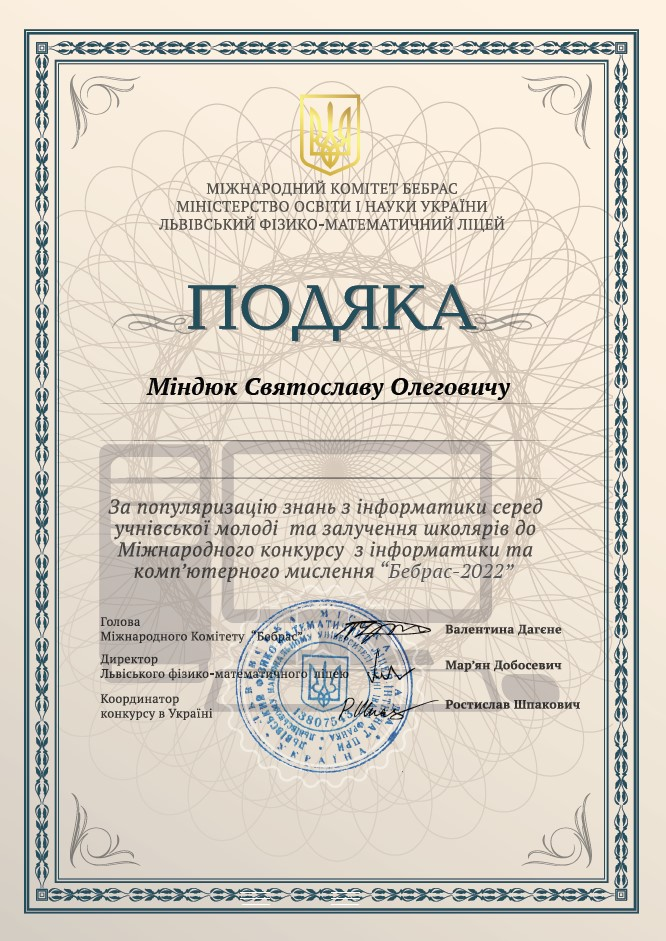 МІЖНАРОДНИЙ КОМІТЕТ БЕБРАС
МІНІСТЕРСТВО ОСВІТИ І НАУКИ УКРАЇНИ
ЛЬВІВСЬКИЙ ФІЗИКО-МАТЕМАТИЧНИЙ ЛІЦЕЙ
ПОДЯКА
Міндюк Святославу Олеговичу
За популяризацію знань з інформатики серед
учнівської молоді та залучення школярів до
Міжнародного конкурсу з інформатики та
комп’ютерного мислення “Бебрас-2022”
Голова
Міжнародного Комітету “Бебрас”
Валентина Дагєне
Директор
Львіського фізико-математичного ліцею
Мар’ян Добосевич
Координатор
конкурсу в Україні
Ростислав Шпакович